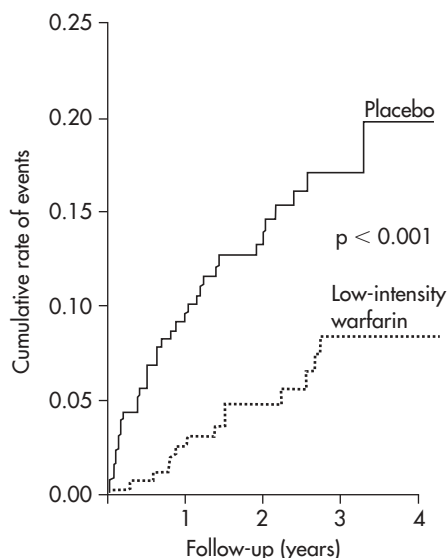 0.25
0.20
0.15
0.10
0.05
0.00
Cumulative rate of events
Placebo
p < 0.001
Low-intensity
warfarin
1 2 3 4
Follow-up (years)